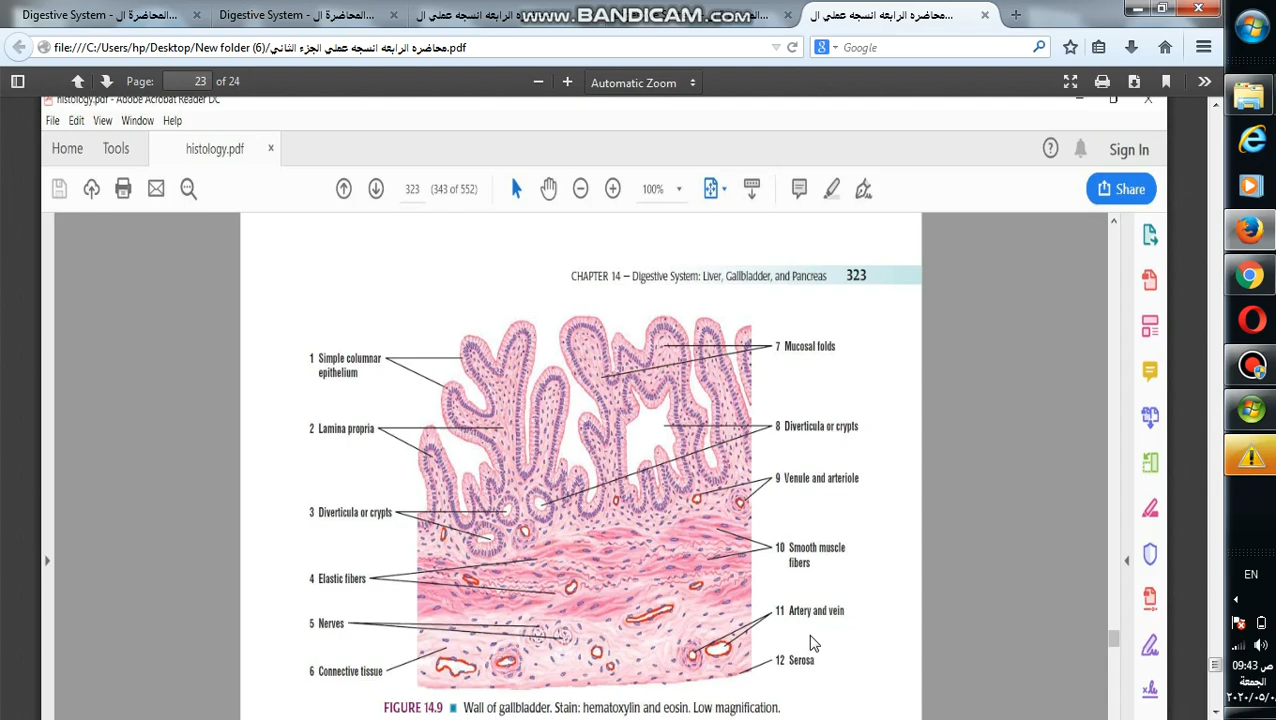 Digestive System - المحاضرة ال...
Digestive System - المحاضرة ال...
محاضره الرابعه انسجه عملي ال...
محاضره الرابعه انسجه عملي ال...
www.BANDICAM.com
file:///C:/Users/hp/Desktop/New folder (6)/محاضره الرابعه انسجه عملي الجزء الثاني.pdf
Google
Page: 23 of 24
Automatic Zoom
histology.pdf - Adobe Acrobat Reader DC
File Edit View Window Help
Home Tools histology.pdf Sign In
323 (343 of 552) 100% Share
CHAPTER 14 – Digestive System: Liver, Gallbladder, and Pancreas 323
1 Simple columnar
epithelium
2 Lamina propria
3 Diverticula or crypts
4 Elastic fibers
5 Nerves
6 Connective tissue
7 Mucosal folds
8 Diverticula or crypts
9 Venule and arteriole
10 Smooth muscle
fibers
11 Artery and vein
12 Serosa
FIGURE 14.9 ■ Wall of gallbladder. Stain: hematoxylin and eosin. Low magnification.
EN
09:43 ص
الجمعة